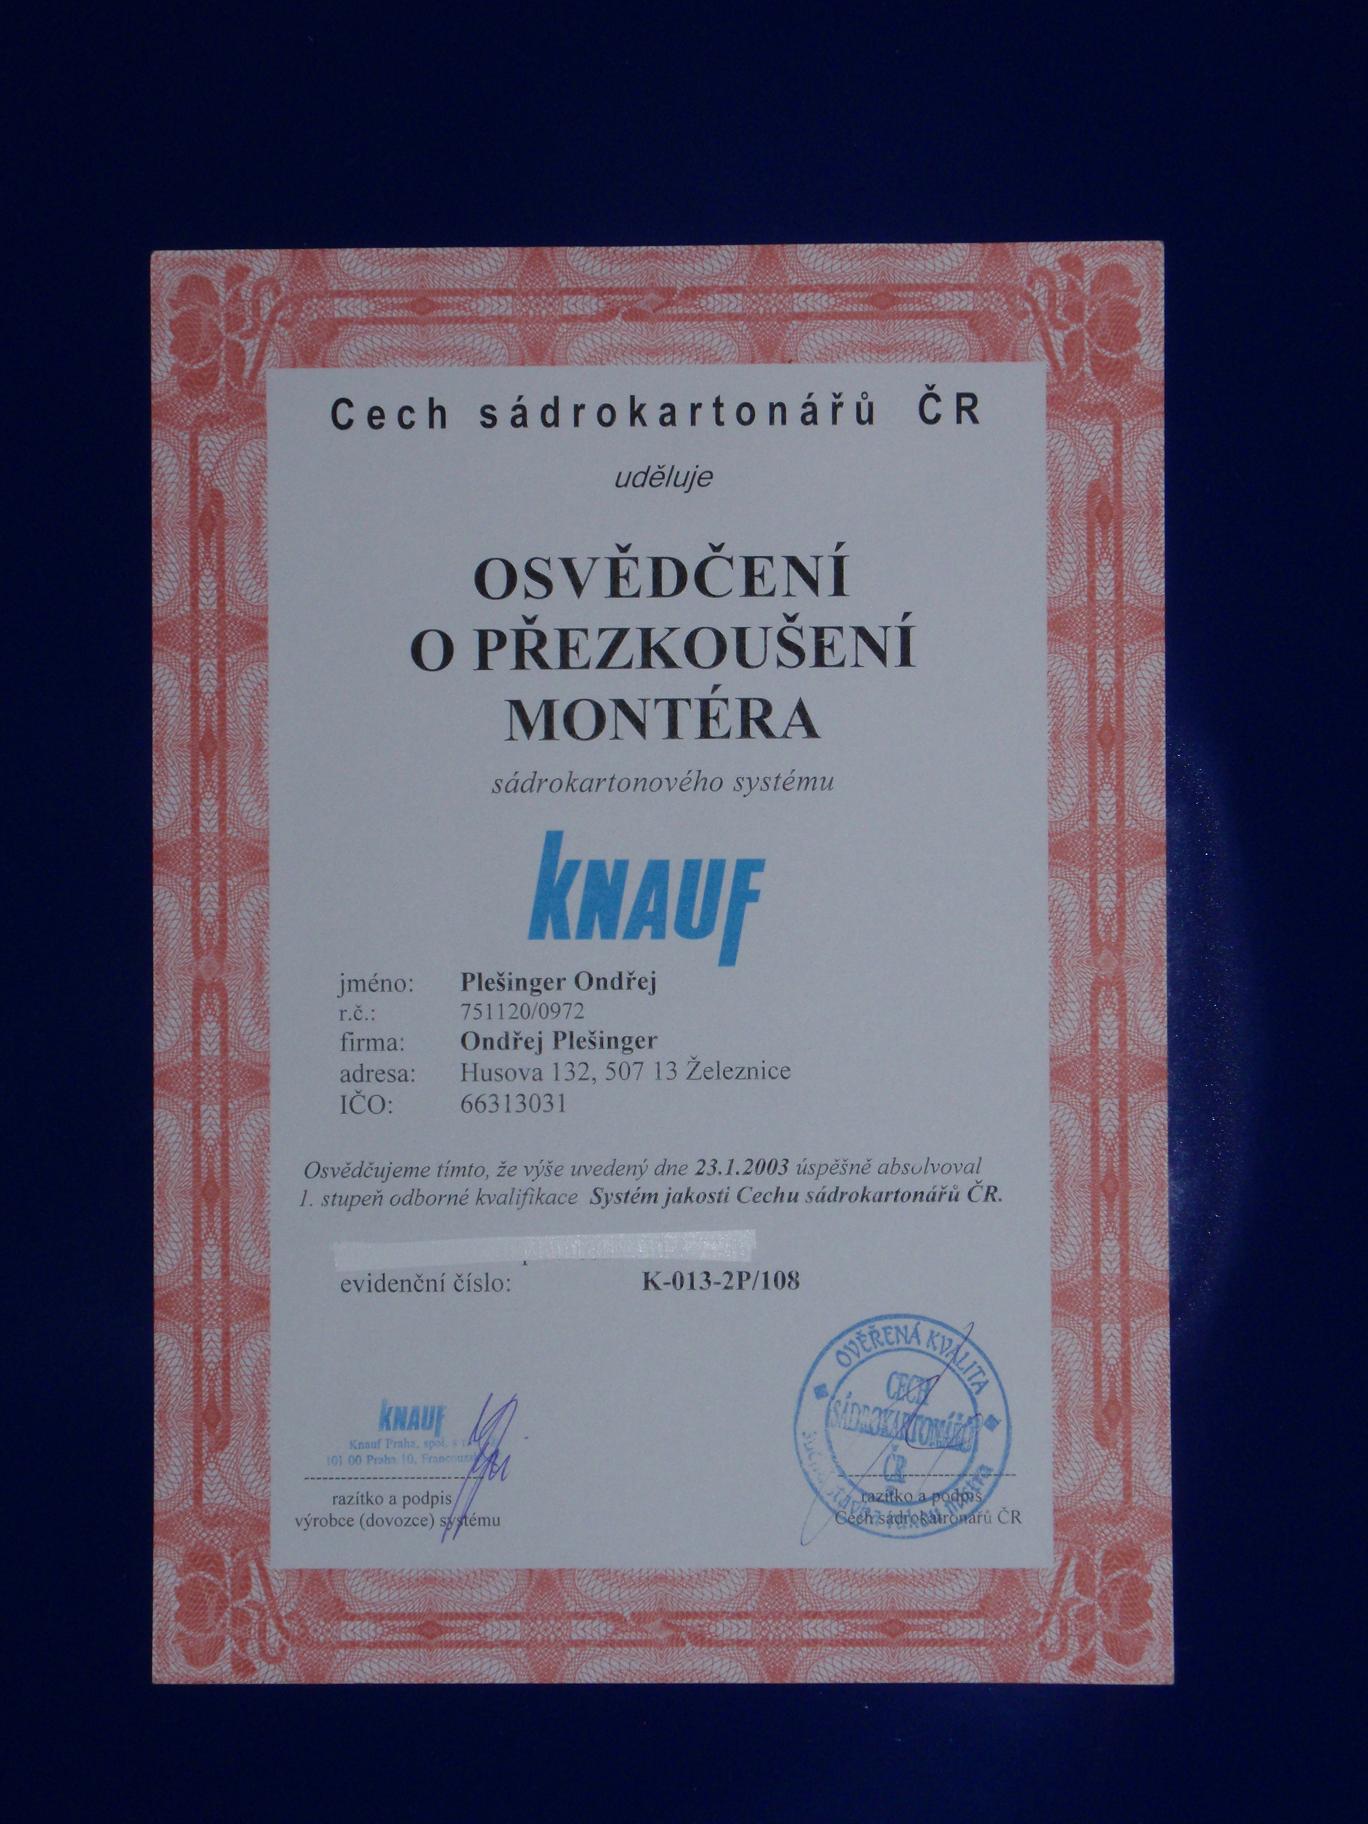 Cech sádrokartonářů ČR
uděluje
OSVĚDČENÍ
O PŘEZKOUŠENÍ
MONTÉRA
sádrokartonového systému
KNAUF
jméno: Plešinger Ondřej
r.č.: 751120/0972
firma: Ondřej Plešinger
adresa: Husova 132, 507 13 Železnice
IČO: 66313031
Osvědčujeme tímto, že výše uvedený dne 23.1.2003 úspěšně absolvoval
1. stupeň odborné kvalifikace Systém jakosti Cechu sádrokartonářů ČR.
evidenční číslo: K-013-2P/108
KNAUF
Knauf Praha, spol. s
101 00 Praha 10,
razítko a podpis
výrobce (dovozce) systému
OVĚŘENÁ KVALITA
CECH
SÁDROKARTONÁŘŮ
ČR
razítko a podpis
Cech sádrokatronářů ČR